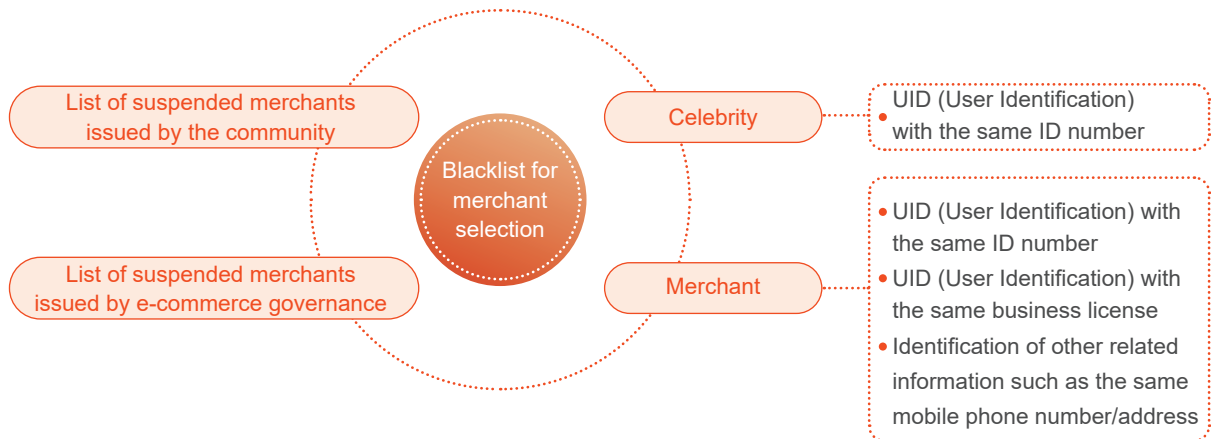 List of suspended merchants
issued by the community
List of suspended merchants
issued by e-commerce governance
Blacklist for
merchant
selection
Celebrity
UID (User Identification)
with the same ID number
Merchant
UID (User Identification) with
the same ID number
UID (User Identification) with
the same business license
Identification of other related
information such as the same
mobile phone number/address